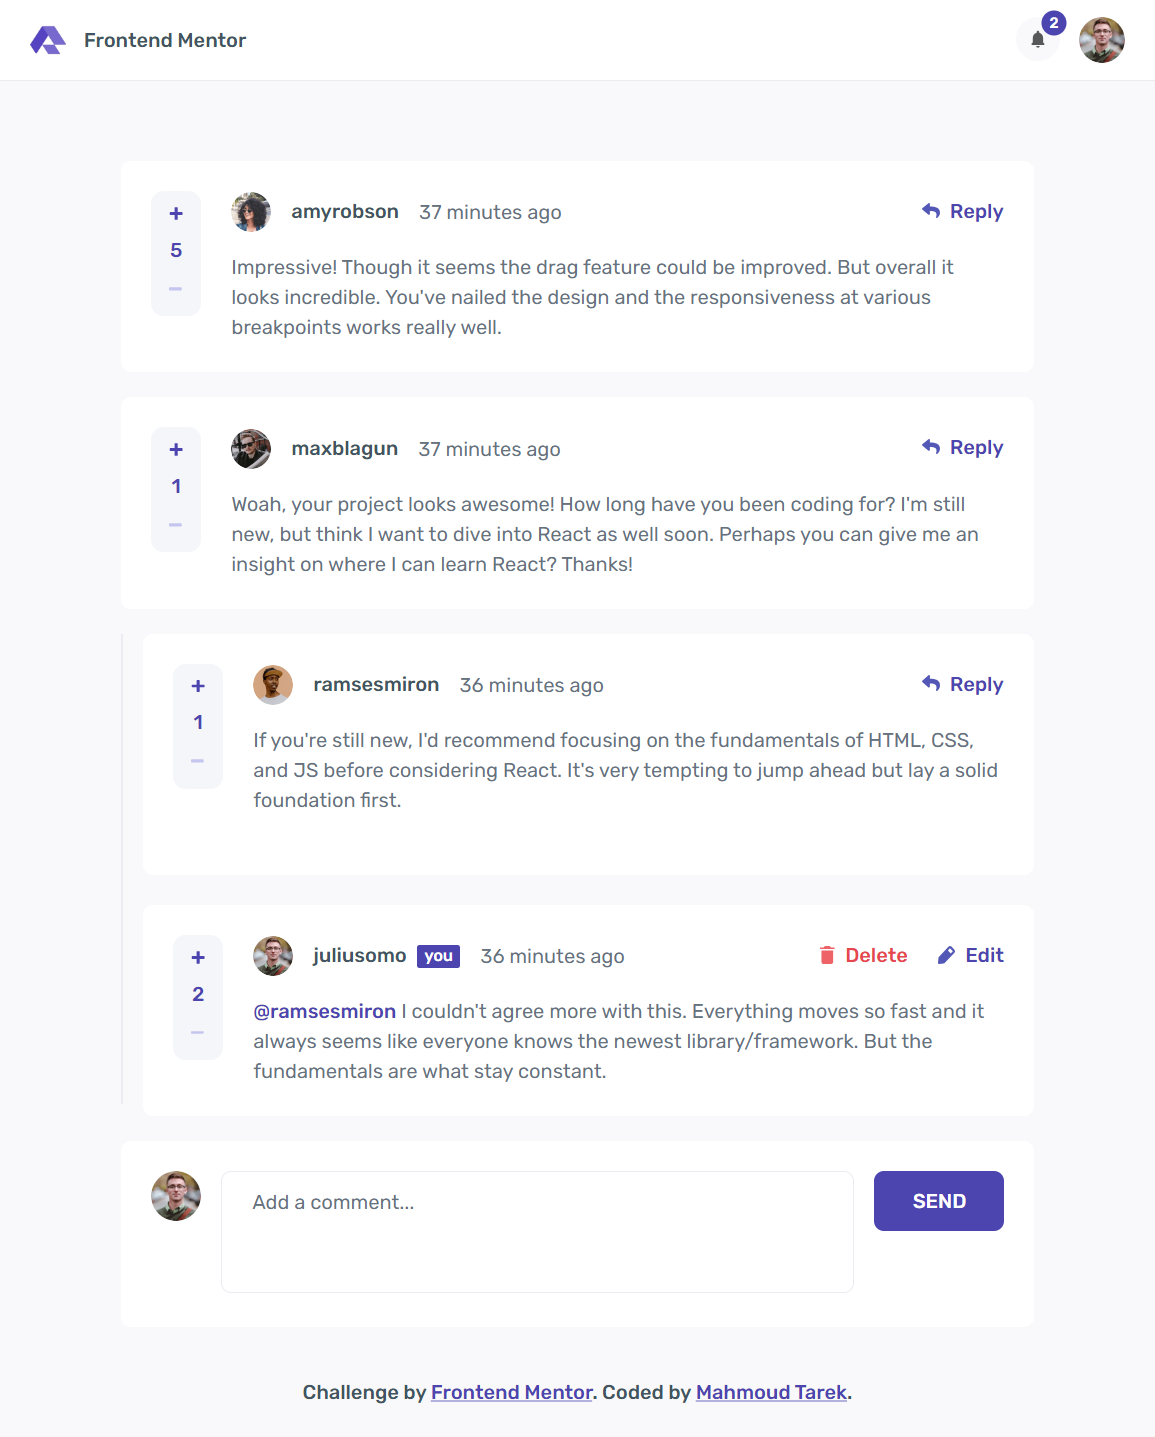 Frontend Mentor
2
+
5
−
amyrobson 37 minutes ago
Reply
Impressive! Though it seems the drag feature could be improved. But overall it
looks incredible. You've nailed the design and the responsiveness at various
breakpoints works really well.
+
1
−
maxblagun 37 minutes ago
Reply
Woah, your project looks awesome! How long have you been coding for? I'm still
new, but think I want to dive into React as well soon. Perhaps you can give me an
insight on where I can learn React? Thanks!
+
1
−
ramsesmiron 36 minutes ago
Reply
If you're still new, I'd recommend focusing on the fundamentals of HTML, CSS,
and JS before considering React. It's very tempting to jump ahead but lay a solid
foundation first.
+
2
−
juliusomo you 36 minutes ago
Delete Edit
@ramsesmiron I couldn't agree more with this. Everything moves so fast and it
always seems like everyone knows the newest library/framework. But the
fundamentals are what stay constant.
Add a comment...
SEND
Challenge by Frontend Mentor. Coded by Mahmoud Tarek.